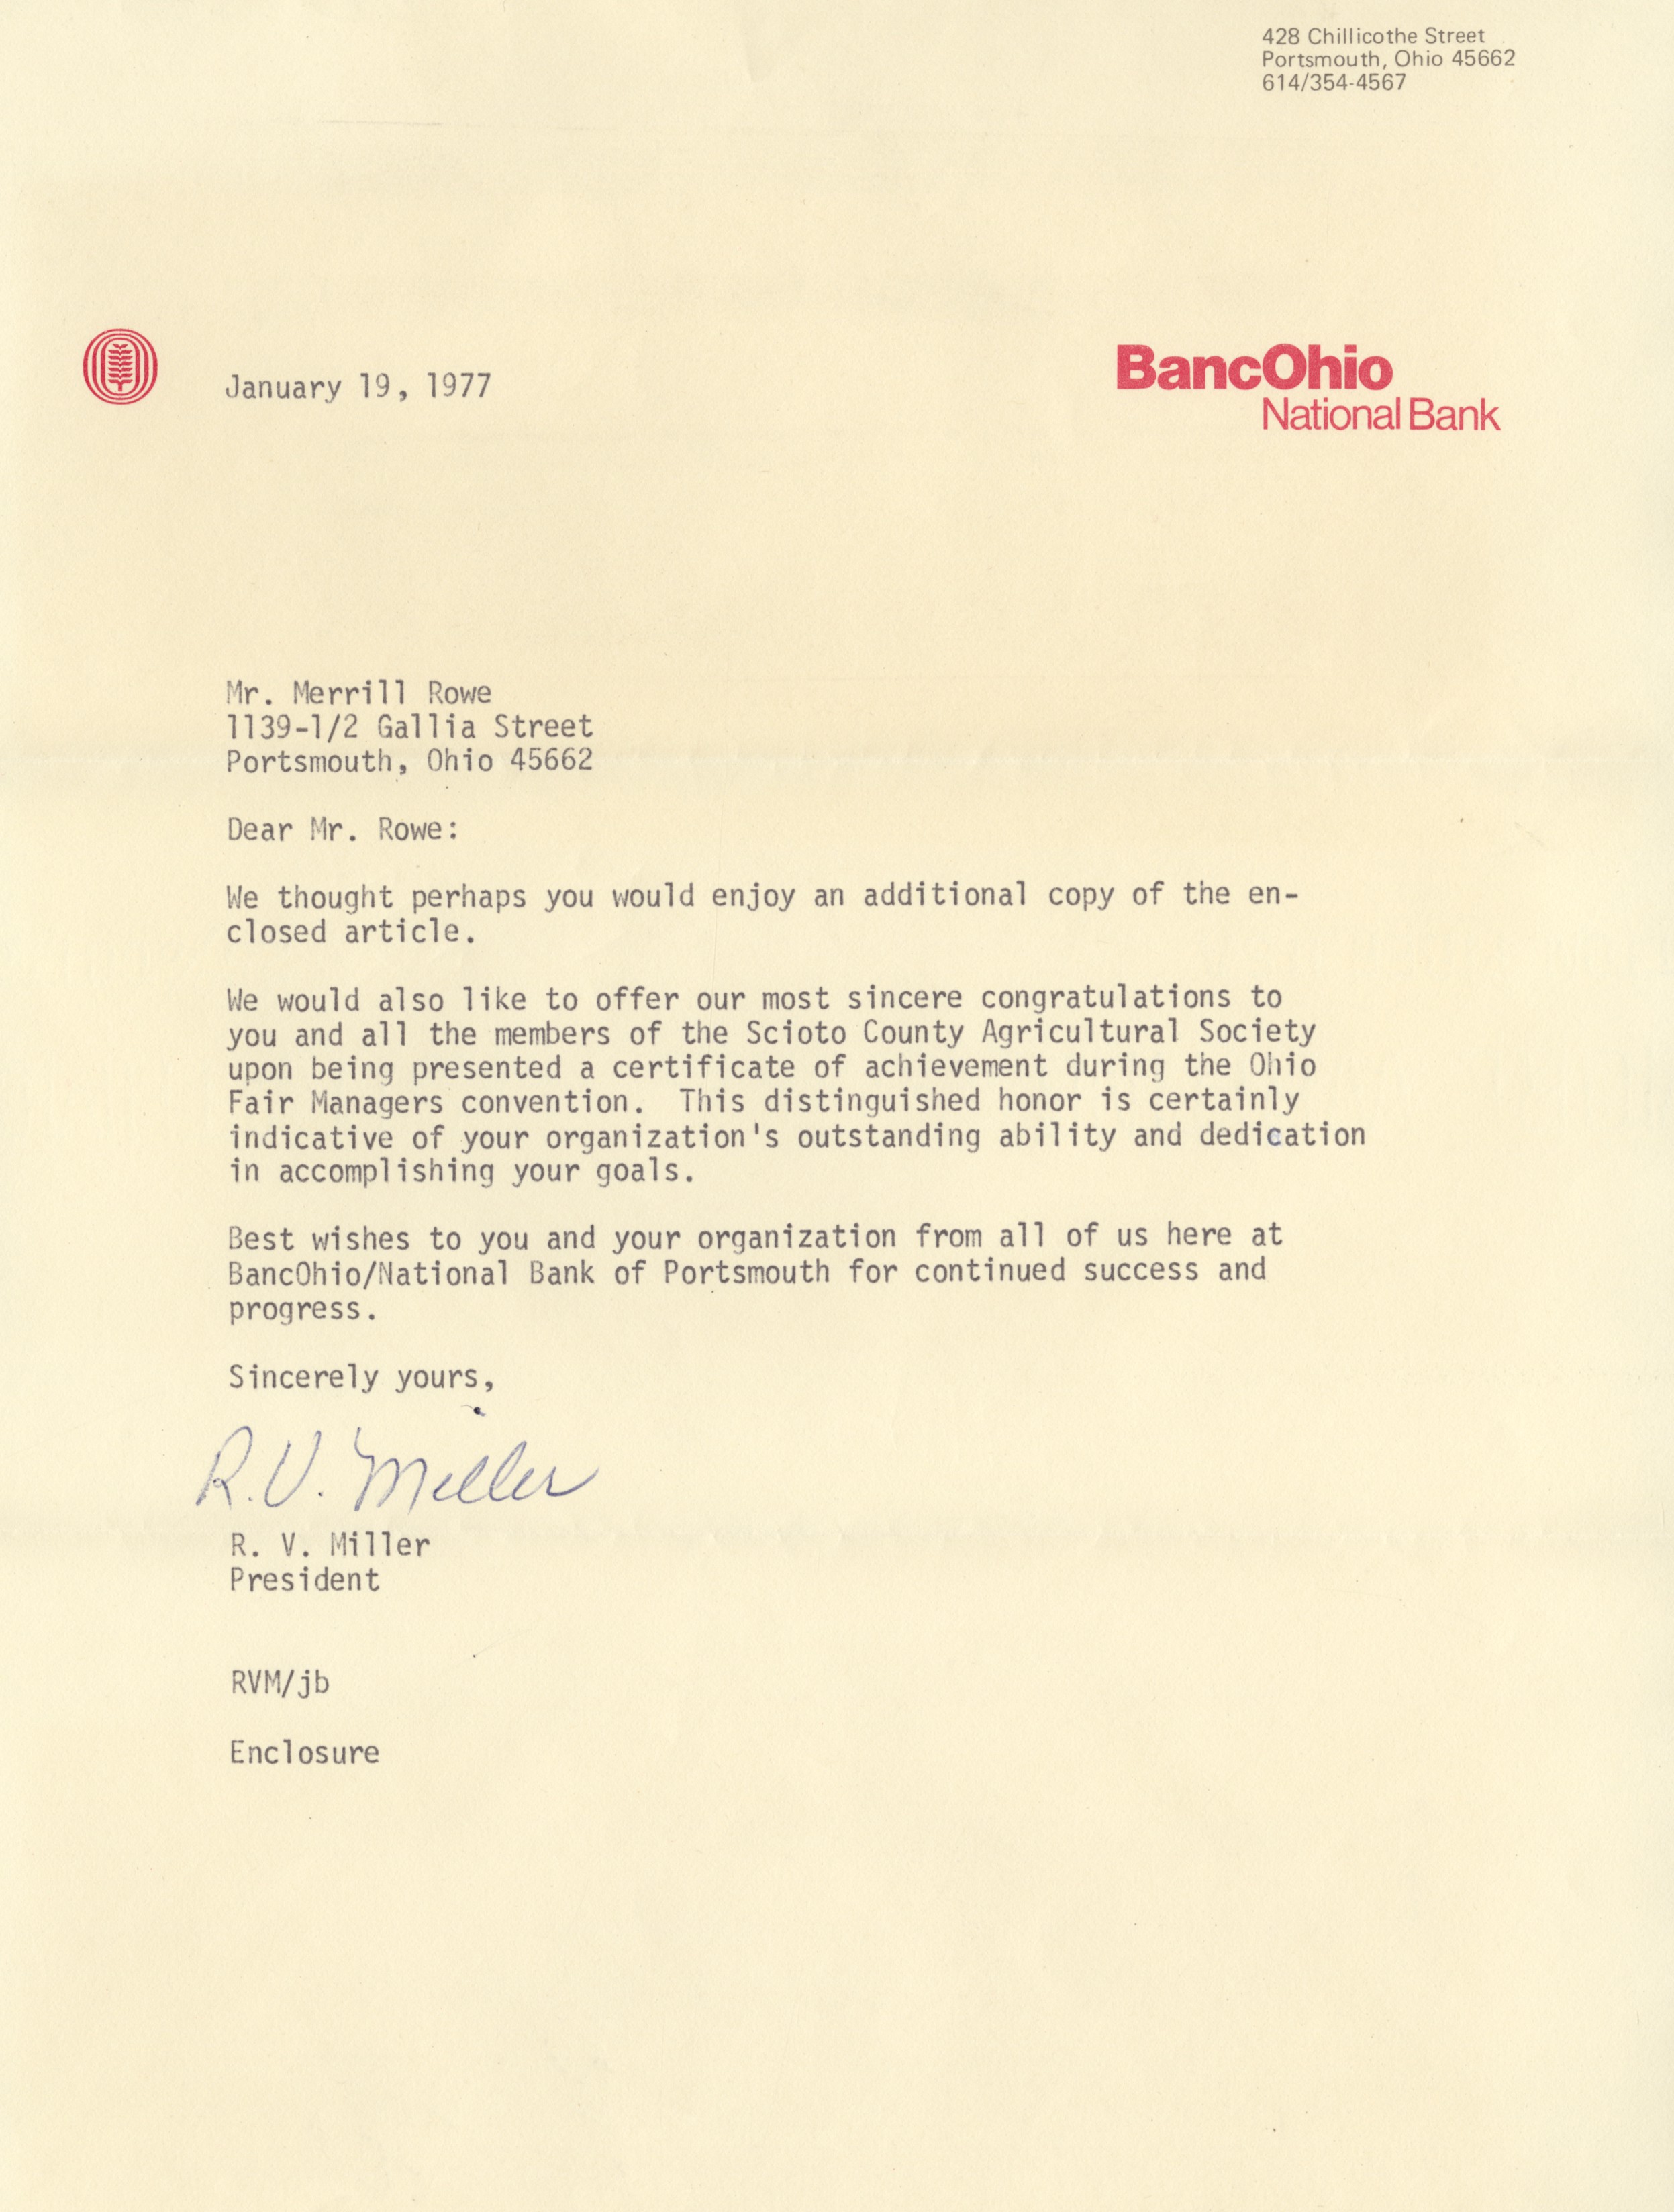 428 Chillicothe Street
Portsmouth, Ohio 45662
614/354-4567
January 19, 1977
BancOhio
National Bank
Mr. Merrill Rowe
1139-1/2 Gallia Street
Portsmouth, Ohio 45662
Dear Mr. Rowe:
We thought perhaps you would enjoy an additional copy of the en-
closed article.
We would also like to offer our most sincere congratulations to
you and all the members of the Scioto County Agricultural Society
upon being presented a certificate of achievement during the Ohio
Fair Managers convention.  This distinguished honor is certainly
indicative of your organization's outstanding ability and dedication
in accomplishing your goals.
Best wishes to you and your organization from all of us here at
BancOhio/National Bank of Portsmouth for continued success and
progress.
Sincerely yours,
R.V. Miller
R. V. Miller
President
RVM/jb
Enclosure